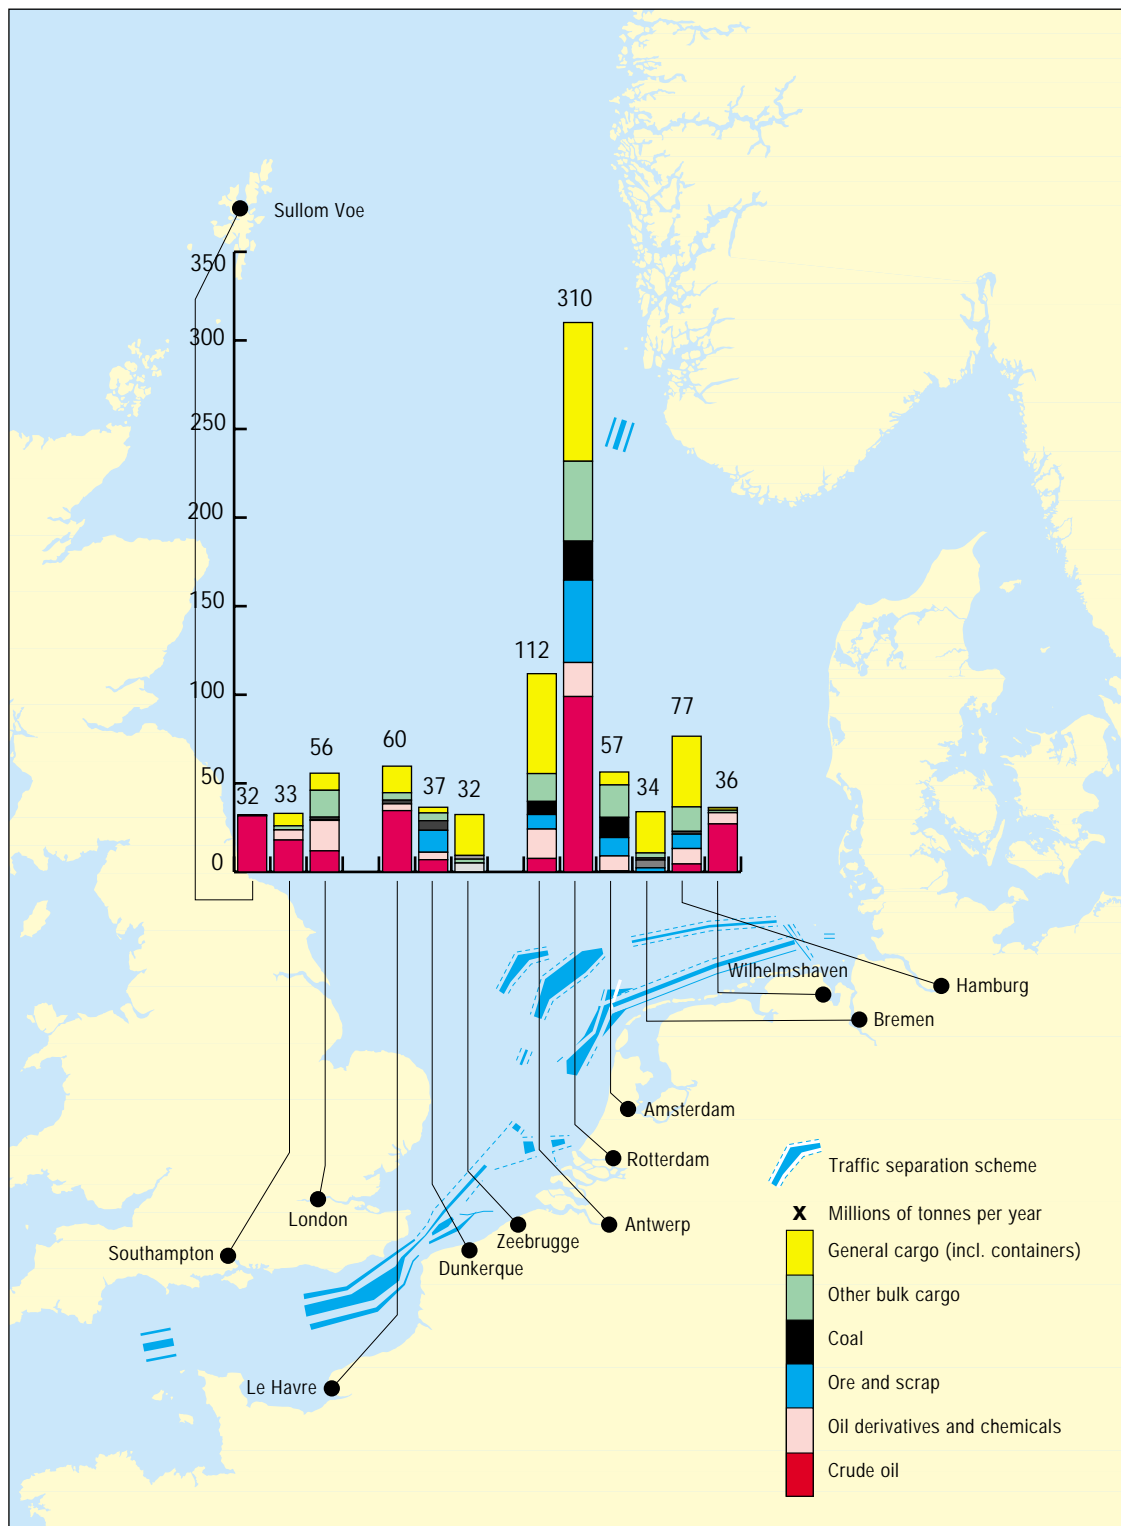 Sullom Voe
350
300
310
250
200
150
112
100
77
60
57
56
50
37
36
34
33
32
32
0
Wilhelmshaven
Hamburg
Bremen
Amsterdam
Rotterdam
Antwerp
Zeebrugge
Dunkerque
London
Southampton
Le Havre
Traffic separation scheme
x Millions of tonnes per year
General cargo (incl. containers)
Other bulk cargo
Coal
Ore and scrap
Oil derivatives and chemicals
Crude oil